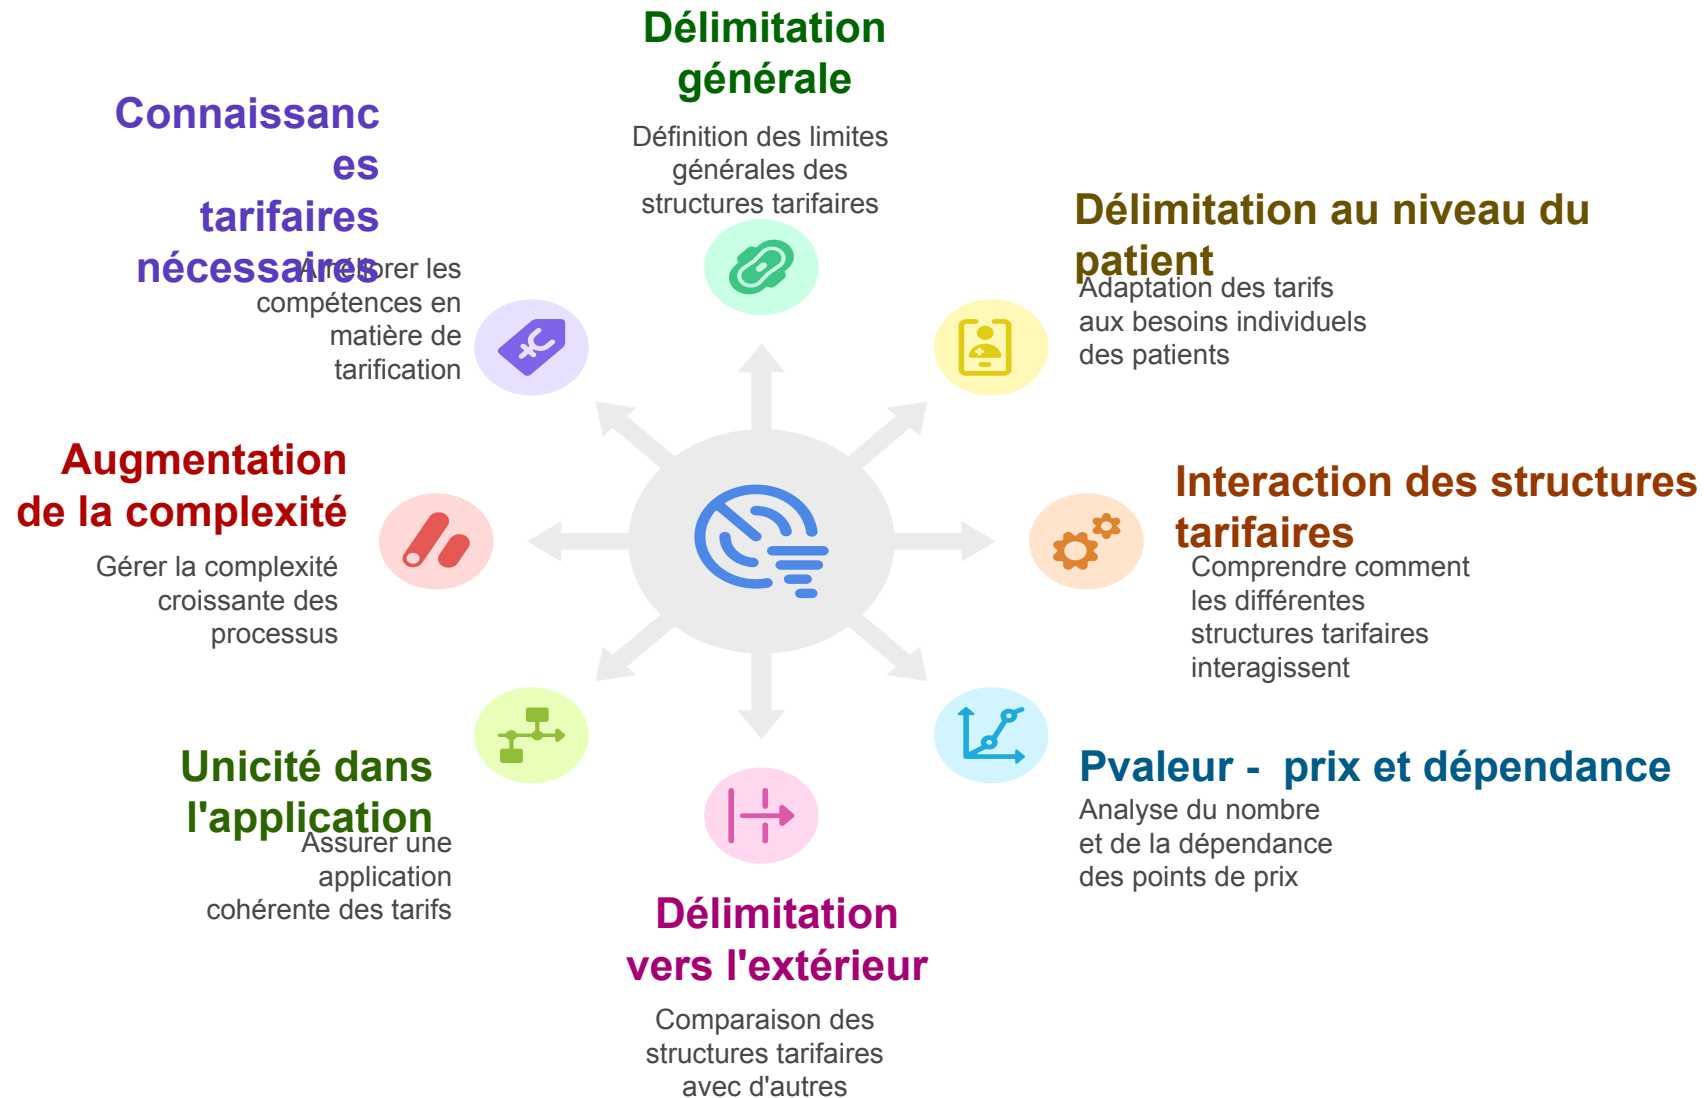 Délimitation
générale
Définition des limites
générales des
structures tarifaires
Connaissanc
es
tarifaires
nécessaires
Améliorer les
compétences en
matière de
tarification
Délimitation au niveau du
patient
Adaptation des tarifs
aux besoins individuels
des patients
Augmentation
de la complexité
Gérer la complexité
croissante des
processus
Interaction des structures
tarifaires
Comprendre comment
les différentes
structures tarifaires
interagissent
Unicité dans
l'application
Assurer une
application
cohérente des tarifs
Pvaleur -  prix et dépendance
Analyse du nombre
et de la dépendance
des points de prix
Délimitation
vers l'extérieur
Comparaison des
structures tarifaires
avec d'autres